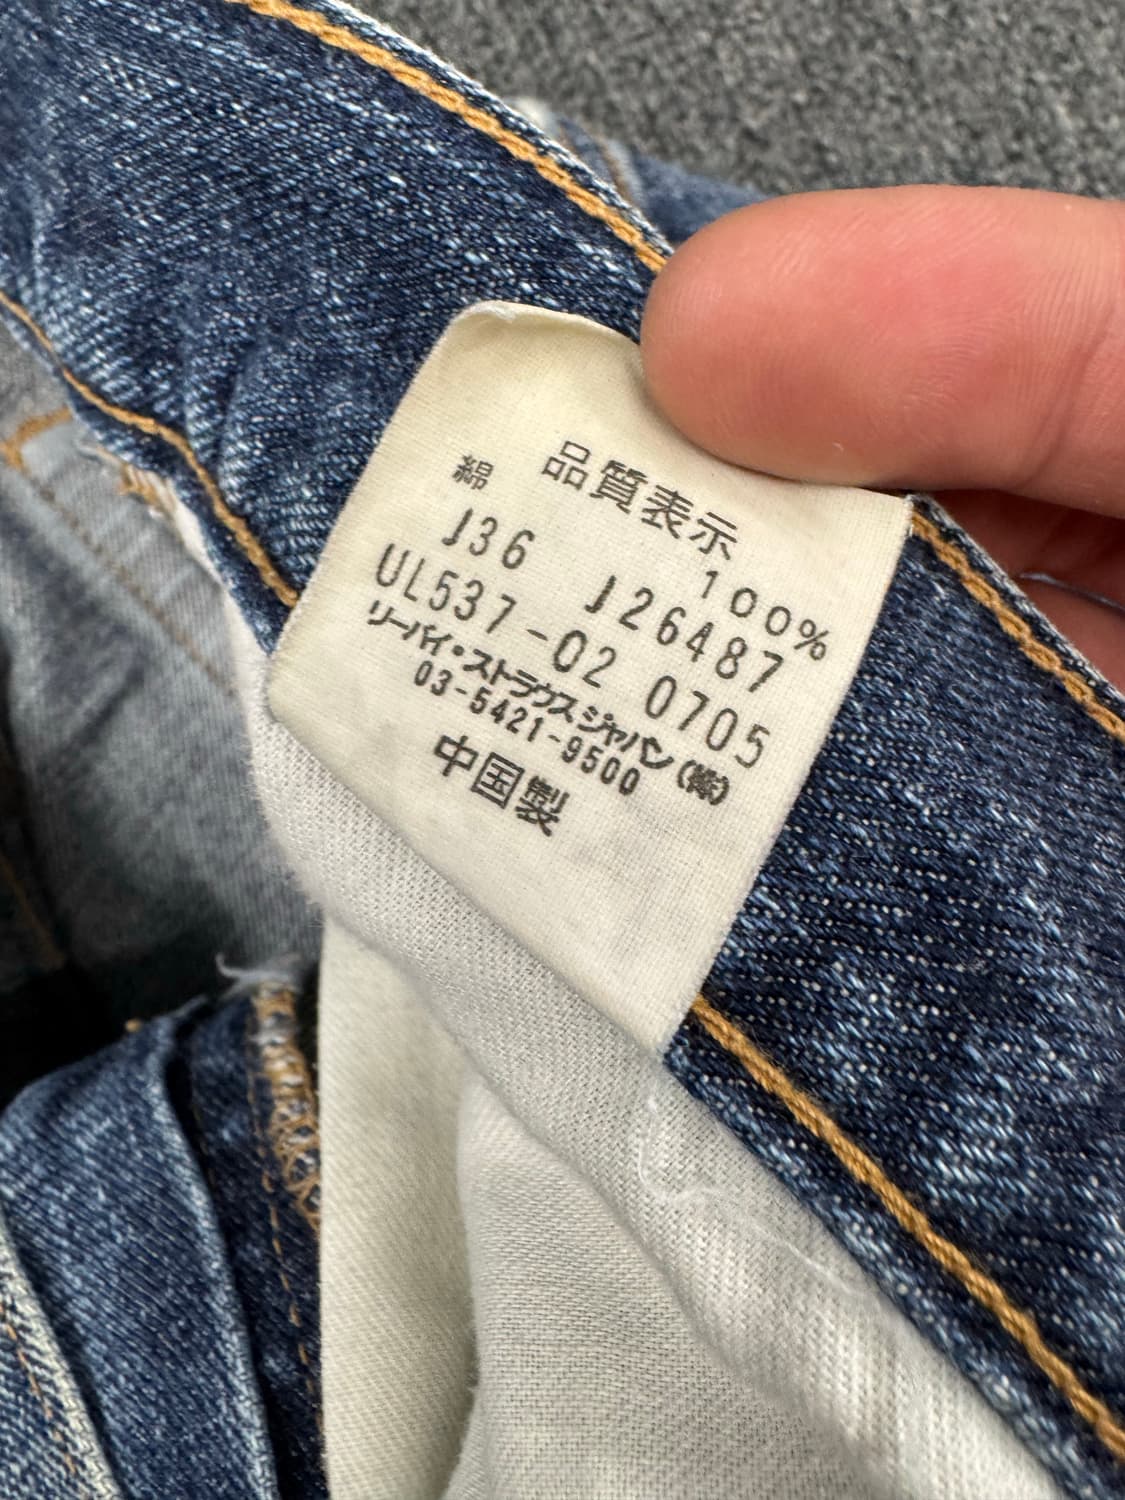 品質表示
綿 100%
J36 J26487
UL537-02 0705
リーバイ・ストラウス ジャパン(株)
03-5421-9500
中国製